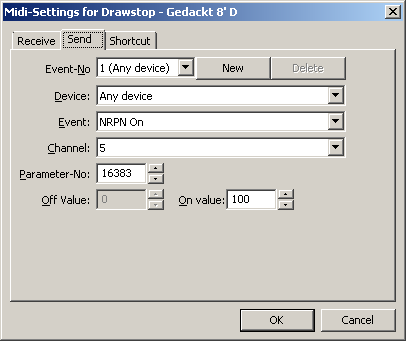 Midi-Settings for Drawstop - Gedackt 8' D
Receive Send Shortcut
Event-No 1 (Any device) New Delete
Device: Any device
Event: NRPN On
Channel: 5
Parameter-No: 16383
Off Value: 0 On value: 100
OK Cancel